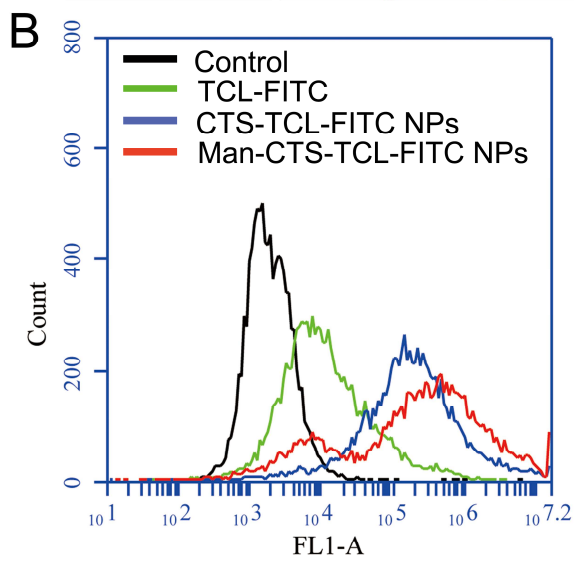 B
800
600
400
200
0
Count
Control
TCL-FITC
CTS-TCL-FITC NPs
Man-CTS-TCL-FITC NPs
10^1 10^2 10^3 10^4 10^5 10^6 10^7.2
FL1-A